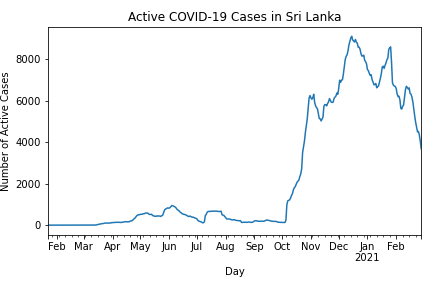 Active COVID-19 Cases in Sri Lanka
Number of Active Cases
8000
6000
4000
2000
0
Feb Mar Apr May Jun Jul Aug Sep Oct Nov Dec Jan Feb
2021
Day